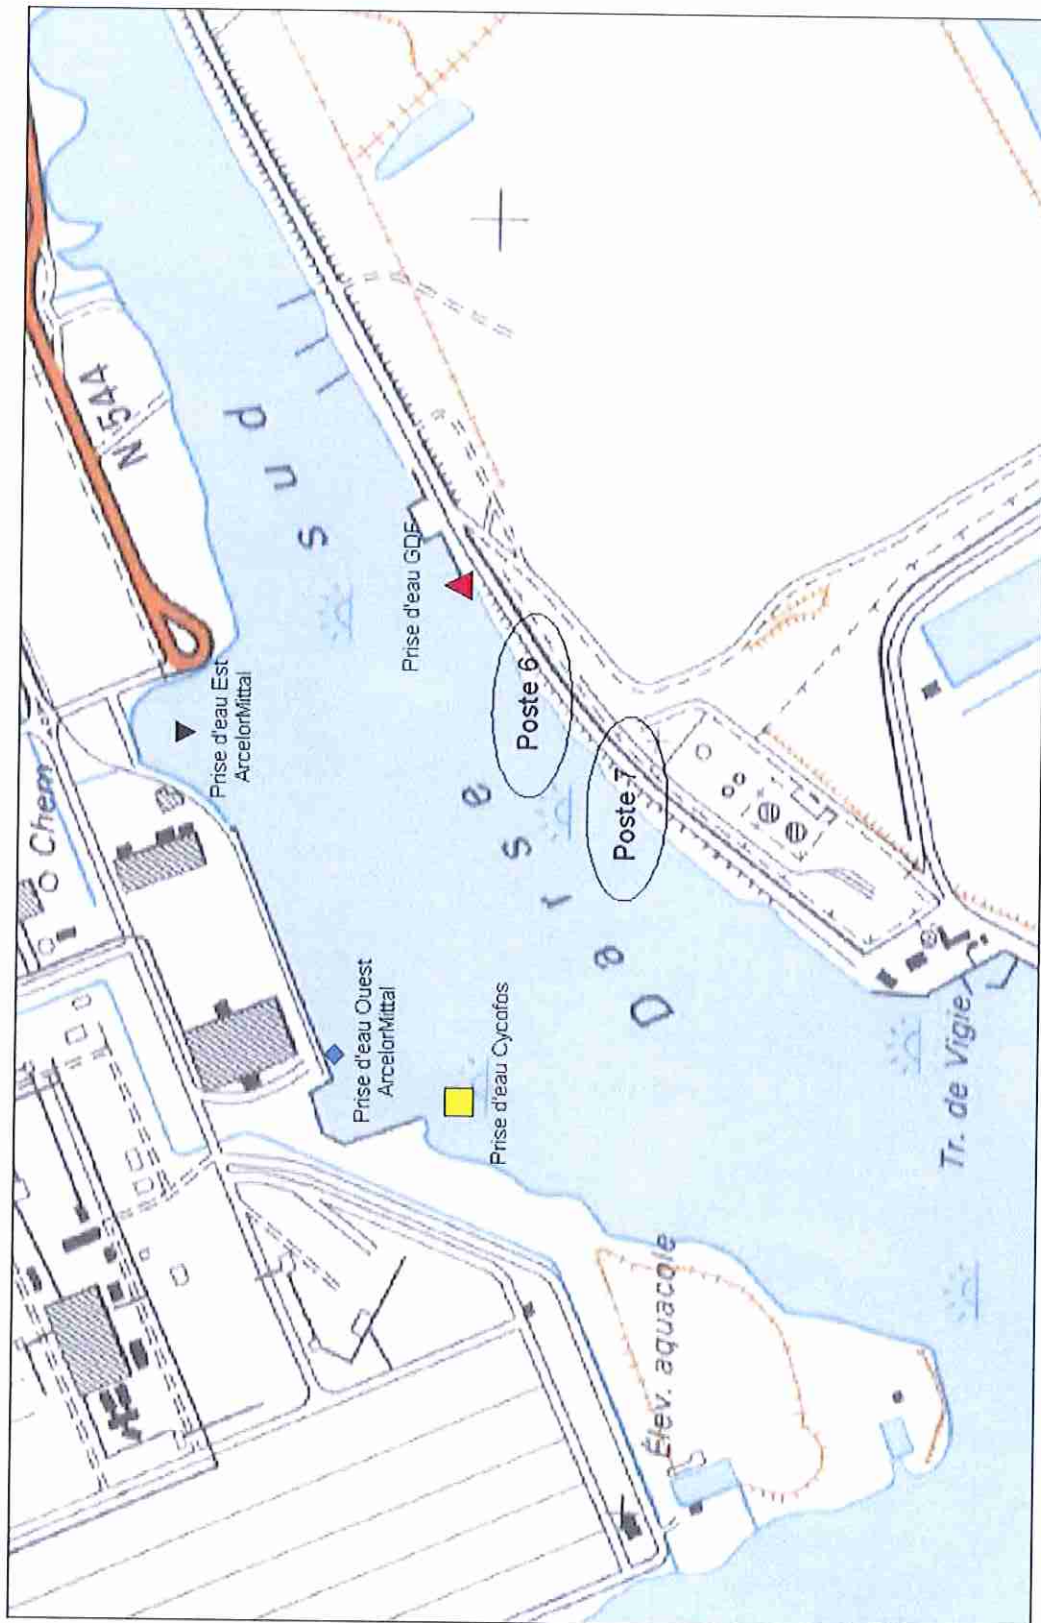 N 544
Chem
Prise d'eau Est
ArcelorMittal
Prise d'eau GDF
Poste 6
Poste 7
Prise d'eau Ouest
ArcelorMittal
Prise d'eau Cycofos
Darse
Sud
Élev. aquacole
Tr. de Vigie